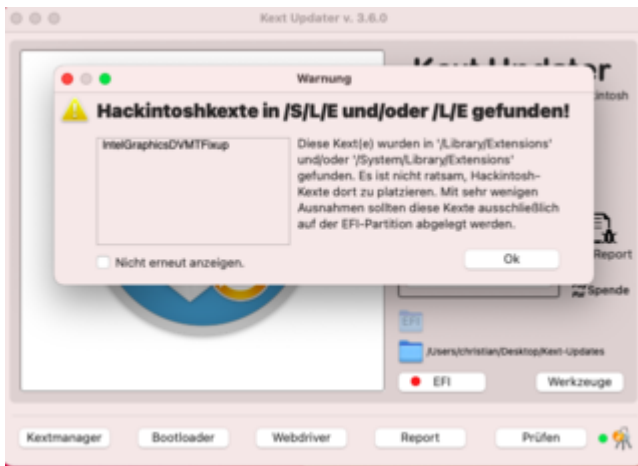 Kext Updater v. 3.6.0
Warnung
Hackintoshkexte in /S/L/E und/oder /L/E gefunden!
IntelGraphicsDVMTFixup
Diese Kext(e) wurden in '/Library/Extensions'
und/oder '/System/Library/Extensions'
gefunden. Es ist nicht ratsam, Hackintosh-
Kexte dort zu platzieren. Mit sehr wenigen
Ausnahmen sollten diese Kexte ausschließlich
auf der EFI-Partition abgelegt werden.
Nicht erneut anzeigen.
Ok
Report
Spende
EFI
/Users/christian/Desktop/Kext-Updates
EFI
Werkzeuge
Kextmanager
Bootloader
Webdriver
Report
Prüfen